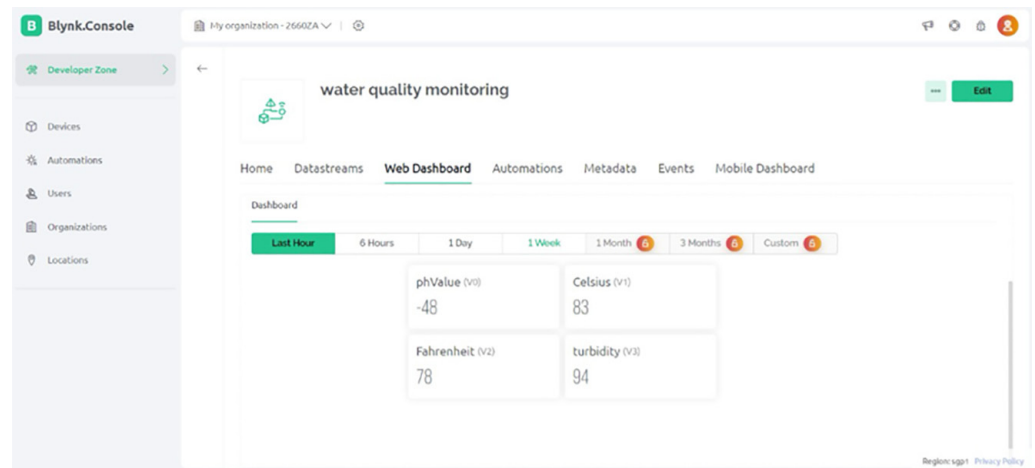 B Blynk.Console
My organization - 2660ZA
Developer Zone
Devices
Automations
Users
Organizations
Locations
water quality monitoring
Edit
Home Datastreams Web Dashboard Automations Metadata Events Mobile Dashboard
Dashboard
Last Hour 6 Hours 1 Day 1 Week 1 Month 3 Months Custom
phValue (V0) Celsius (V1)
-48 83
Fahrenheit (V2) turbidity (V3)
78 94
Region: sgp1 Privacy Policy